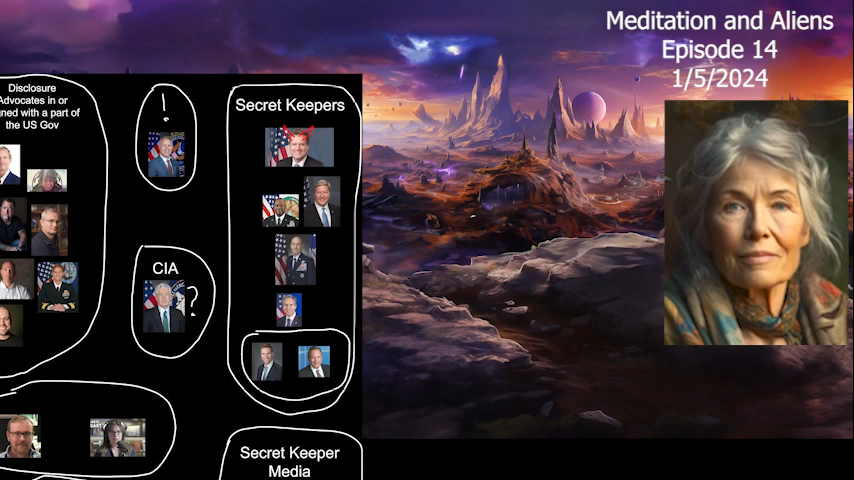 Meditation and Aliens
Episode 14
1/5/2024
Disclosure
Advocates in or
gned with a part of
the US Gov
!
Secret Keepers
CIA
?
Secret Keeper
Media